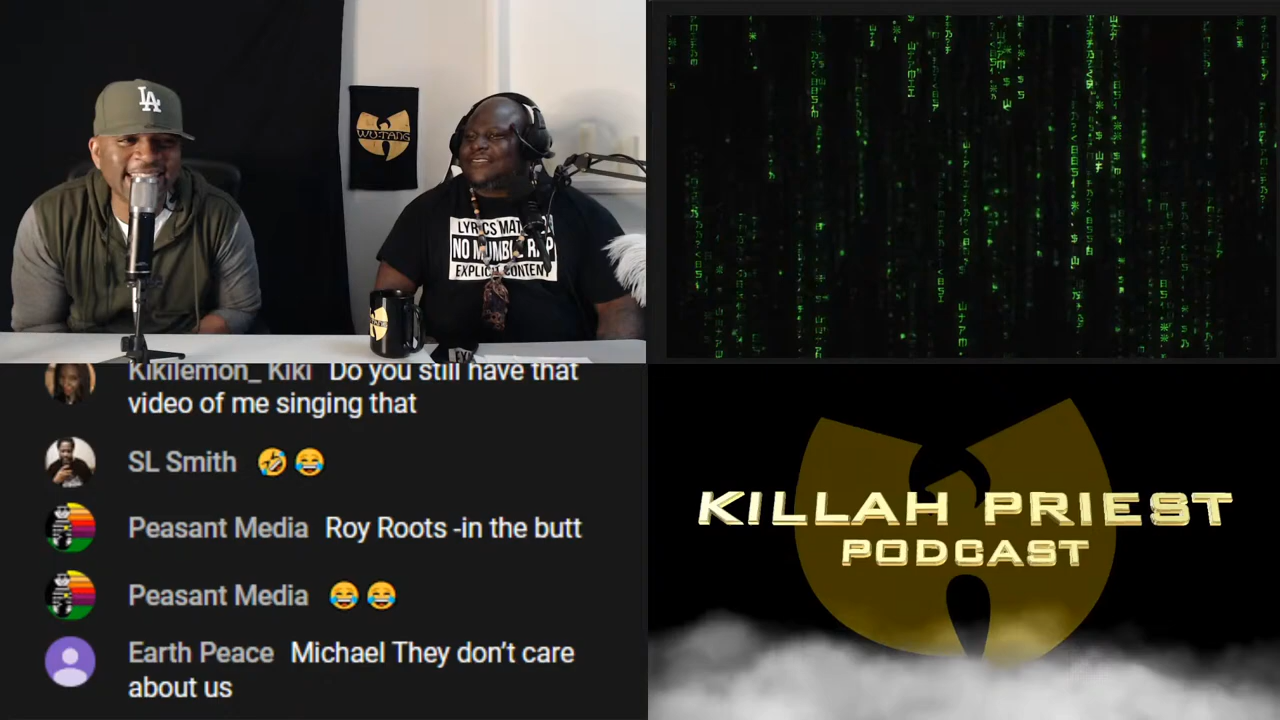 LA
WU-TANG
LYRICS MAT
NO MUMBLE RAP
EXPLICIT CONTENT
Kikilemon_ Kiki Do you still have that
video of me singing that
SL Smith 🤣 😂
Peasant Media Roy Roots -in the butt
Peasant Media 😂 😂
Earth Peace Michael They don’t care
about us
KILLAH PRIEST
PODCAST